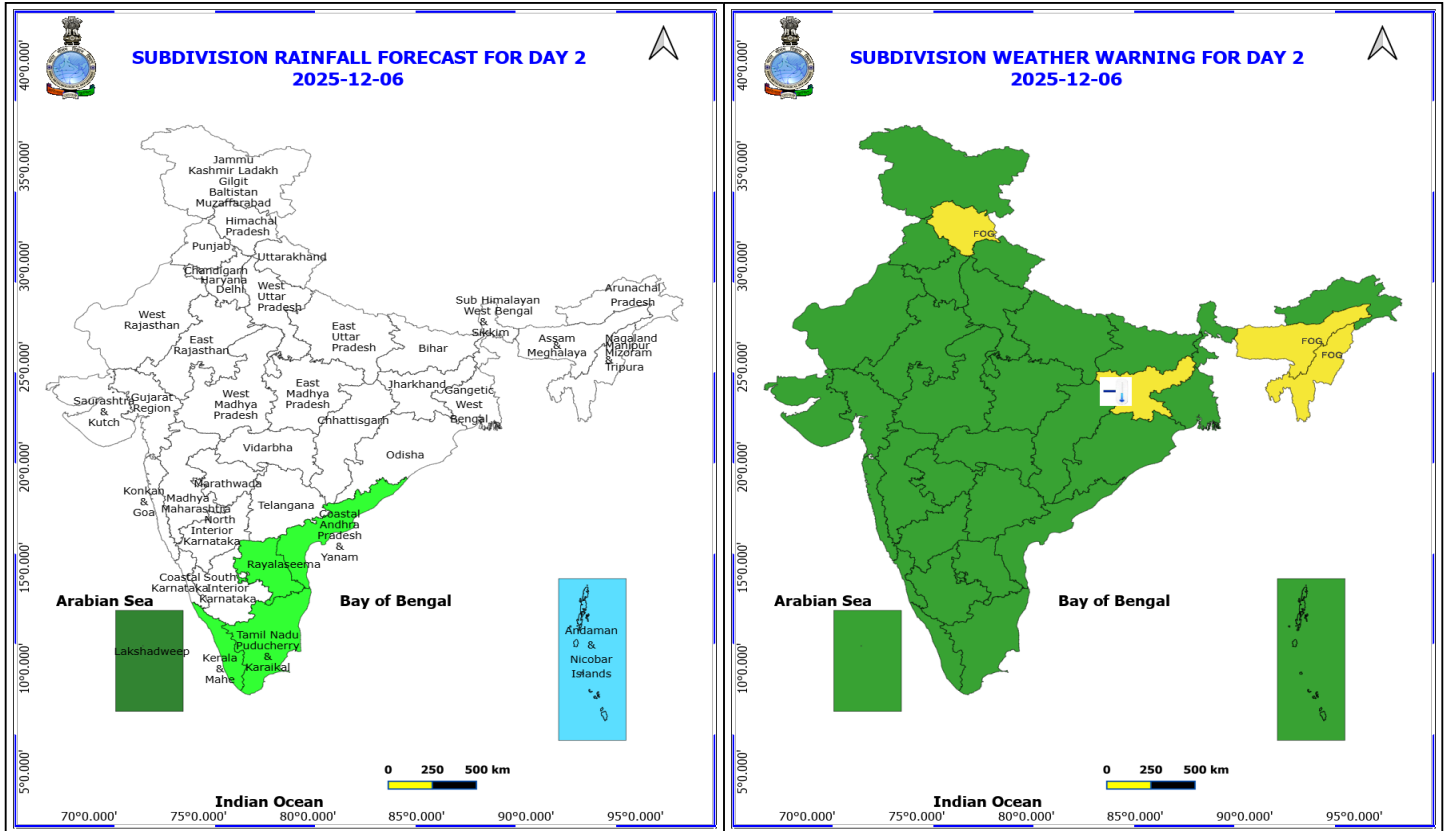 SUBDIVISION RAINFALL FORECAST FOR DAY 2
2025-12-06
40°0.000'
35°0.000'
30°0.000'
25°0.000'
20°0.000'
15°0.000'
10°0.000'
5°0.000'
Jammu
Kashmir Ladakh
Gilgit
Baltistan
Muzaffarabad
Himachal
Pradesh
Punjab
Uttarakhand
Chandigarh
Haryana
Delhi
West
Uttar
Pradesh
West
Rajasthan
East
Rajasthan
East
Uttar
Pradesh
Bihar
Sub Himalayan
West Bengal
&
Sikkim
Arunachal
Pradesh
Assam
&
Meghalaya
Nagaland
Manipur
Mizoram
&
Tripura
Jharkhand
Gangetic
West
Bengal
Saurashtra
&
Kutch
Gujarat
Region
West
Madhya
Pradesh
East
Madhya
Pradesh
Chhattisgarh
Vidarbha
Odisha
Konkan
&
Goa
Madhya
Maharashtra
Marathwada
Telangana
North
Interior
Karnataka
Coastal
Andhra
Pradesh
&
Yanam
Rayalaseema
Coastal
Karnataka
South
Interior
Karnataka
Arabian Sea
Bay of Bengal
Lakshadweep
Kerala
&
Mahe
Tamil Nadu
Puducherry
&
Karaikal
Andaman
&
Nicobar
Islands
0 250 500 km
Indian Ocean
70°0.000' 75°0.000' 80°0.000' 85°0.000' 90°0.000' 95°0.000'
SUBDIVISION WEATHER WARNING FOR DAY 2
2025-12-06
40°0.000'
35°0.000'
30°0.000'
25°0.000'
20°0.000'
15°0.000'
10°0.000'
5°0.000'
FOG
FOG
FOG
Arabian Sea
Bay of Bengal
0 250 500 km
Indian Ocean
70°0.000' 75°0.000' 80°0.000' 85°0.000' 90°0.000' 95°0.000'